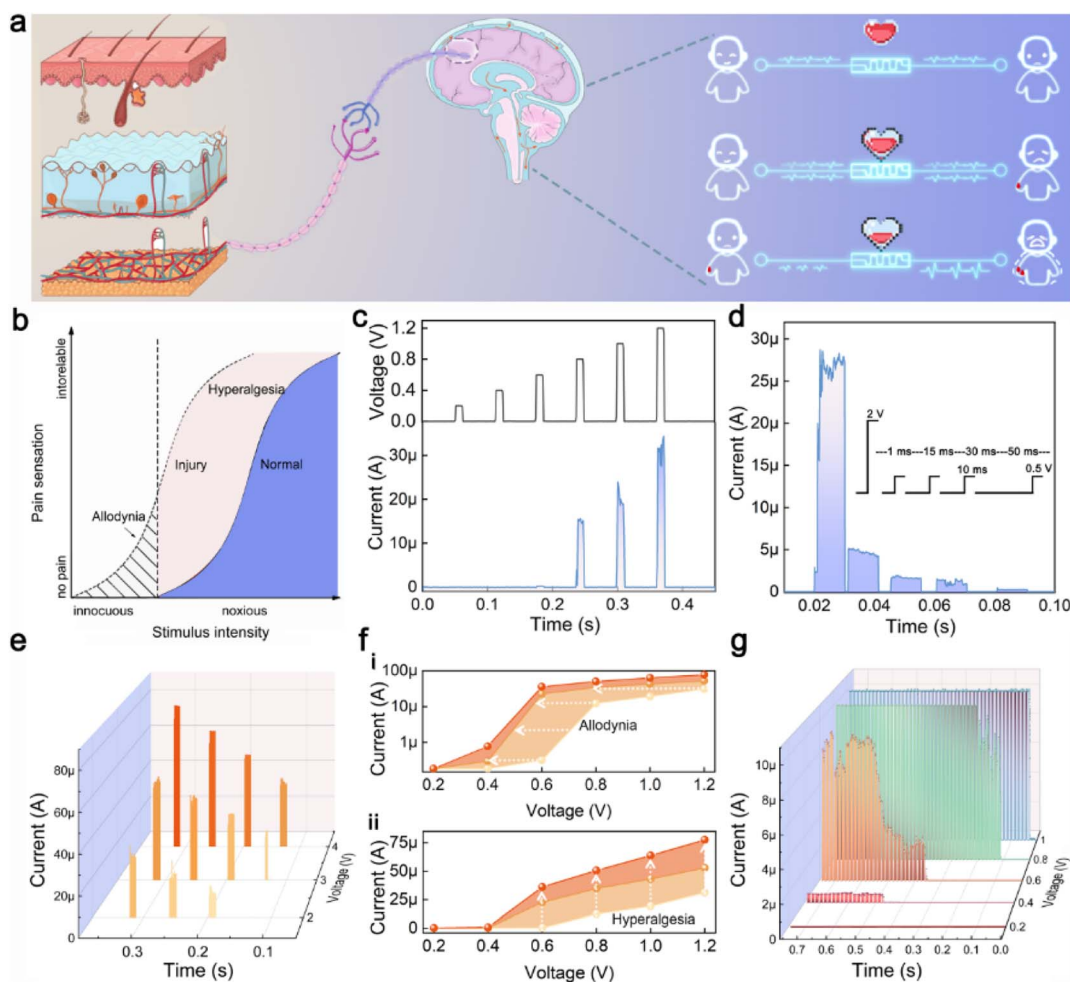 a
b
intorelable
Pain sensation
no pain
Hyperalgesia
Injury
Normal
Allodynia
innocuous
noxious
Stimulus intensity
c
Voltage (V)
1.2
0.8
0.4
0.0
Current (A)
30μ
20μ
10μ
0
0.0 0.1 0.2 0.3 0.4
Time (s)
d
Current (A)
30μ
25μ
20μ
15μ
10μ
5μ
0
2 V
---1 ms---15 ms----30 ms----50 ms---
10 ms
0.5 V
0.02 0.04 0.06 0.08 0.10
Time (s)
e
Current (A)
80μ
60μ
40μ
20μ
0
0.3 0.2 0.1
Time (s)
4
3
2
Voltage (V)
f
i
Current (A)
100μ
10μ
1μ
Allodynia
0.2 0.4 0.6 0.8 1.0 1.2
Voltage (V)
ii
Current (A)
75μ
50μ
25μ
0
Hyperalgesia
0.2 0.4 0.6 0.8 1.0 1.2
Voltage (V)
g
Current (A)
10μ
8μ
6μ
4μ
2μ
0
0.7 0.6 0.5 0.4 0.3 0.2 0.1 0.0
Time (s)
1
0.8
0.6
0.4
0.2
Voltage (V)